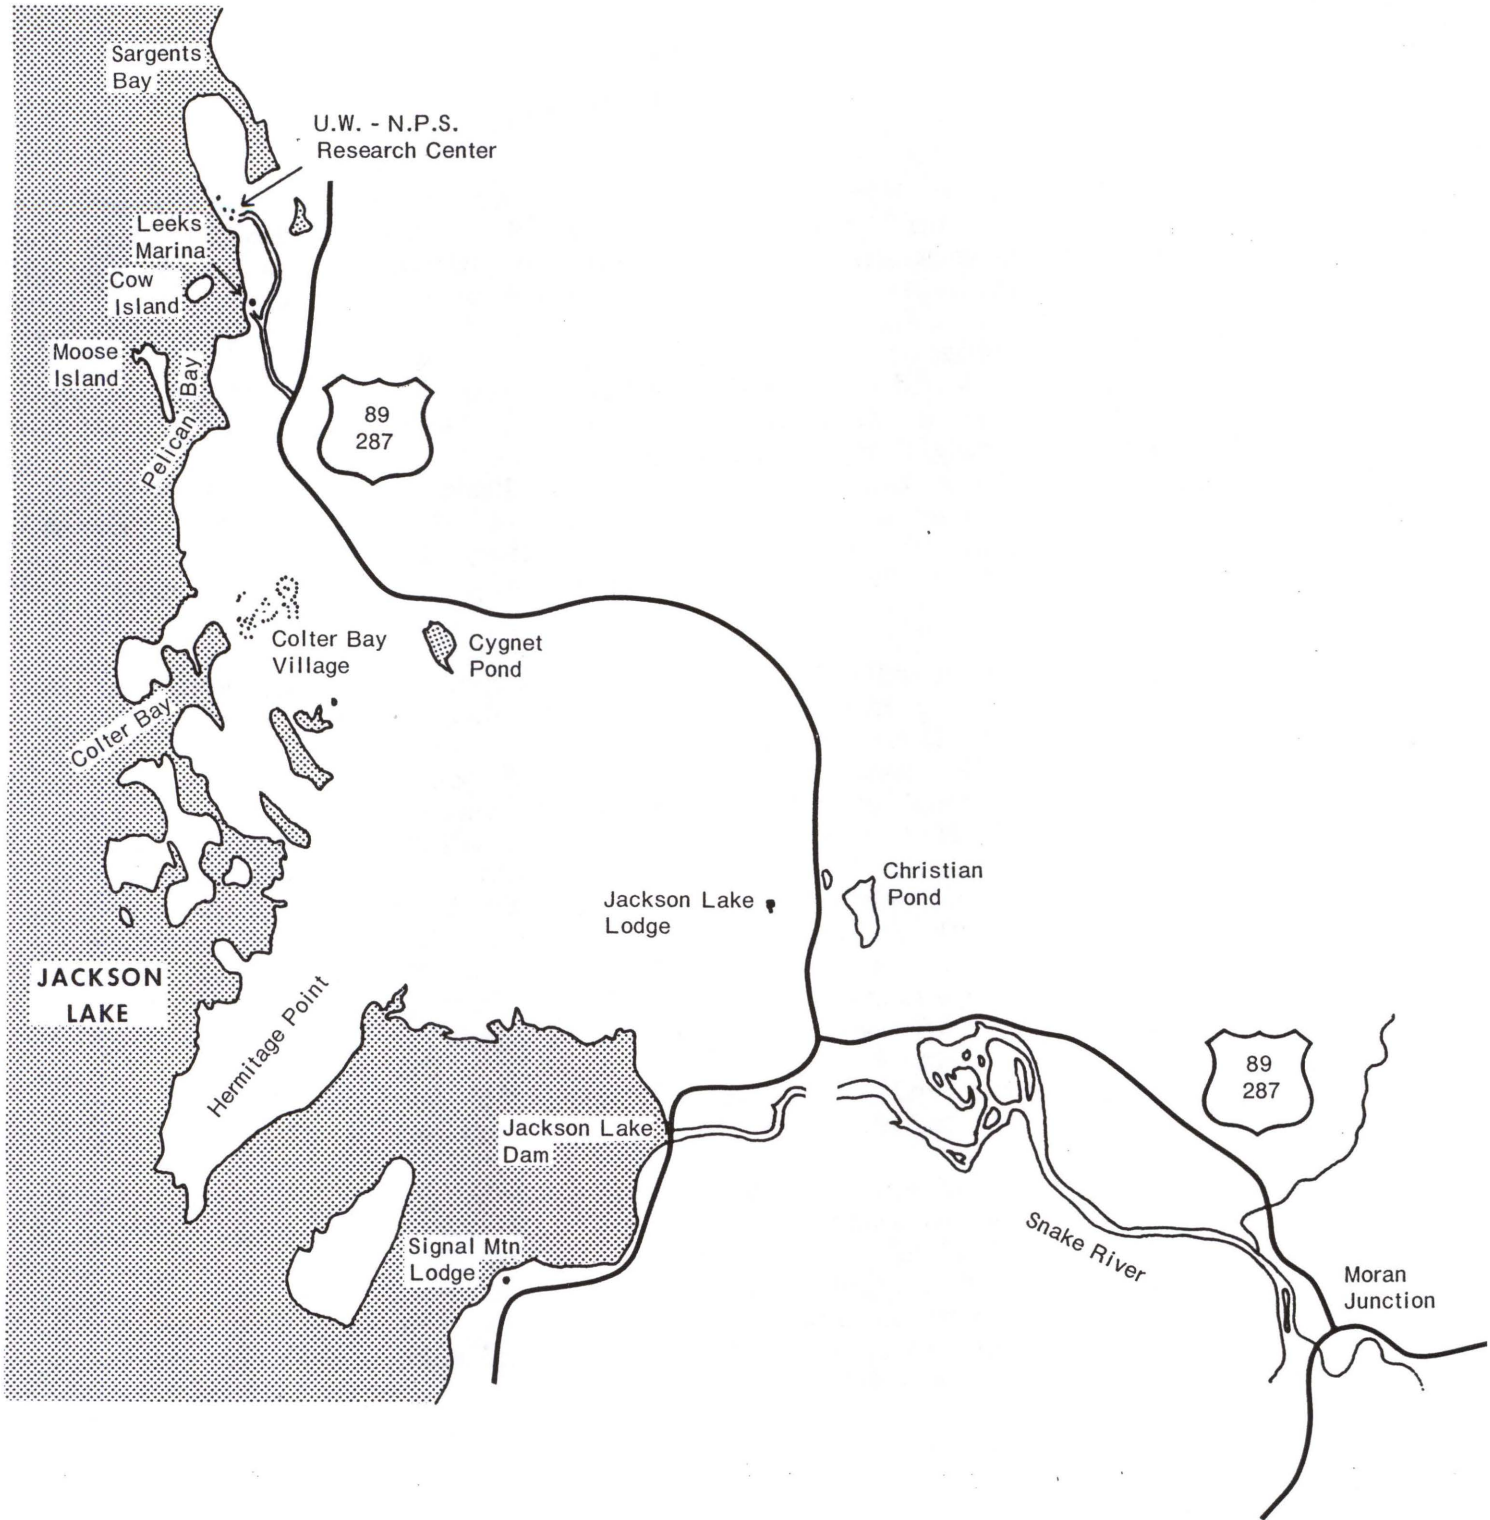 Sargents
Bay
U.W. - N.P.S.
Research Center
Leeks
Marina
Cow
Island
Moose
Island
Pelican Bay
89
287
Colter Bay
Village
Cygnet
Pond
Colter Bay
Jackson Lake
Lodge
Christian
Pond
JACKSON
LAKE
Hermitage Point
89
287
Jackson Lake
Dam
Snake River
Signal Mtn
Lodge
Moran
Junction